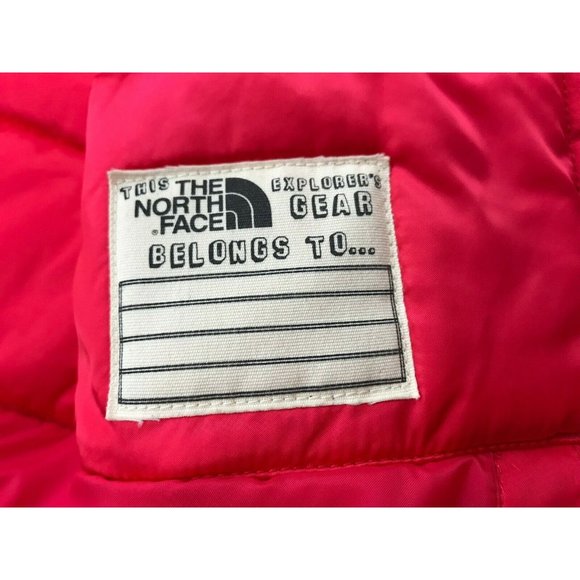 THIS THE NORTH FACE EXPLORER'S GEAR
BELONGS TO...